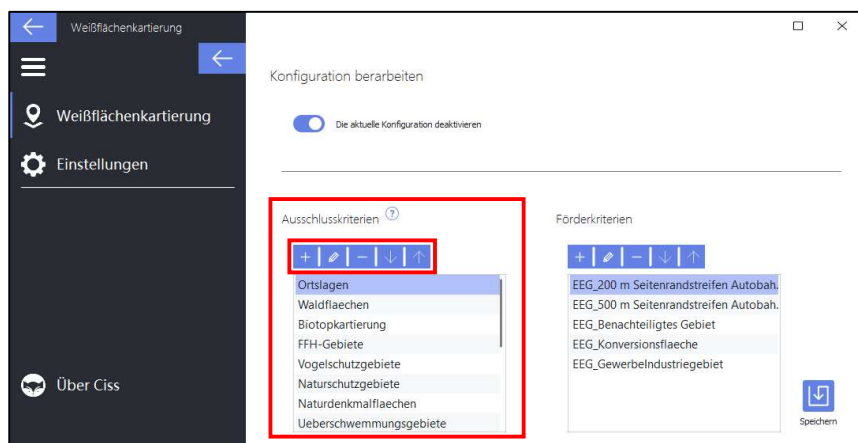 Weißflächenkartierung
Weißflächenkartierung
Einstellungen
Über Ciss
Konfiguration berarbeiten
Die aktuelle Konfiguration deaktivieren
Ausschlusskriterien ?
Ortslagen
Waldflaechen
Biotopkartierung
FFH-Gebiete
Vogelschutzgebiete
Naturschutzgebiete
Naturdenkmalflaechen
Ueberschwemmungsgebiete
Förderkriterien
EEG_200 m Seitenrandstreifen Autobah.
EEG_500 m Seitenrandstreifen Autobah.
EEG_Benachteiligtes Gebiet
EEG_Konversionsflaeche
EEG_GewerbeIndustriegebiet
Speichern